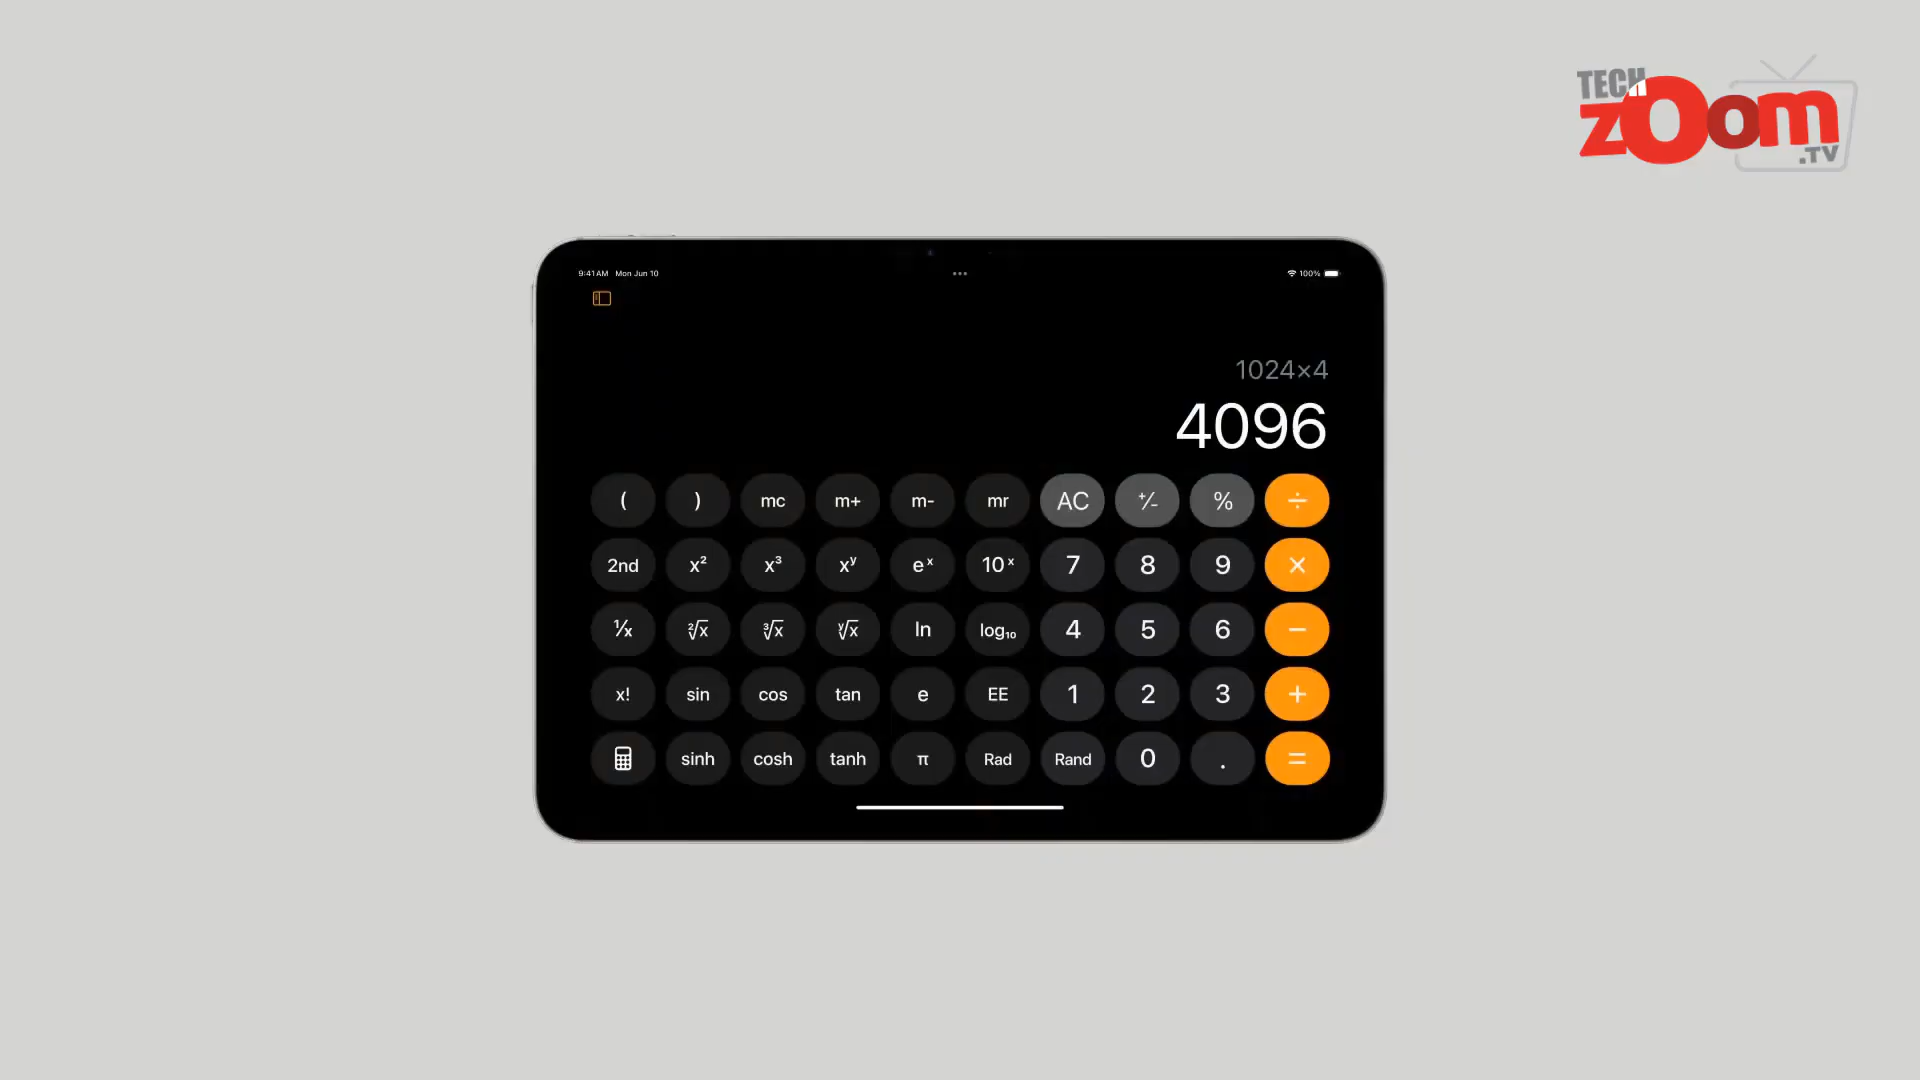 TECH
zoom
.TV
9:41 AM Mon Jun 10
100%
1024×4
4096
( ) mc m+ m- mr AC +/- % ÷
2nd x² x³ xʸ eˣ 10ˣ 7 8 9 ×
1/x ²√x ³√x ʸ√x ln log₁₀ 4 5 6 −
x! sin cos tan e EE 1 2 3 +
sinh cosh tanh π Rad Rand 0 . =